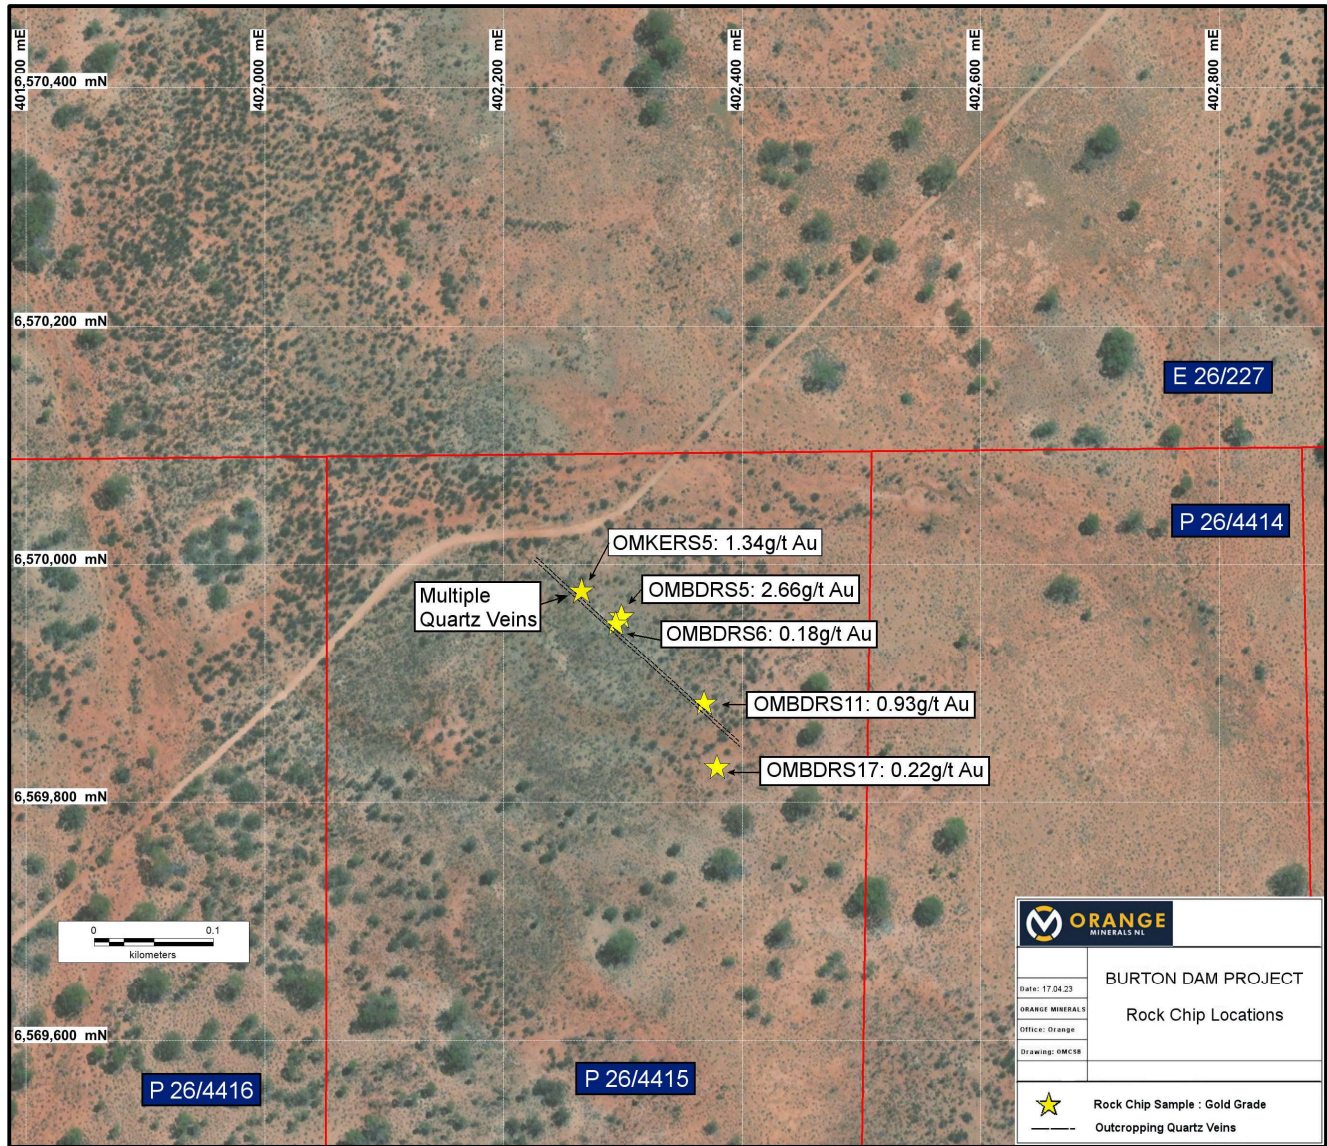 401,800 mE
402,000 mE
402,200 mE
402,400 mE
402,600 mE
402,800 mE
6,570,400 mN
6,570,200 mN
E 26/227
P 26/4414
6,570,000 mN
OMKERS5: 1.34g/t Au
Multiple
Quartz Veins
OMBDRS5: 2.66g/t Au
OMBDRS6: 0.18g/t Au
OMBDRS11: 0.93g/t Au
OMBDRS17: 0.22g/t Au
6,569,800 mN
0 0.1
kilometers
6,569,600 mN
P 26/4416
P 26/4415
ORANGE
MINERALS NL
BURTON DAM PROJECT
Rock Chip Locations
Date: 17.04.23
ORANGE MINERALS
Office: Orange
Drawing: OMCSB
Rock Chip Sample : Gold Grade
Outcropping Quartz Veins